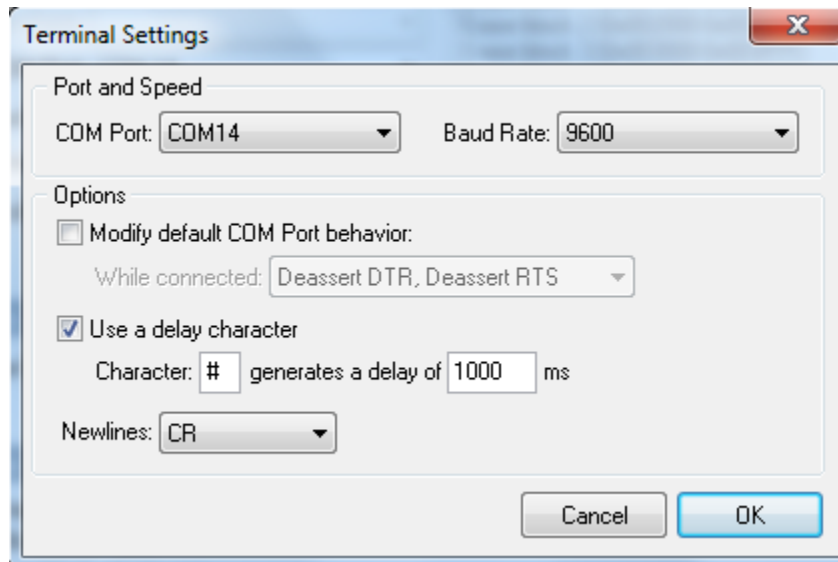 Terminal Settings
Port and Speed
COM Port: COM14 Baud Rate: 9600
Options
Modify default COM Port behavior:
While connected: Deassert DTR, Deassert RTS
Use a delay character
Character: # generates a delay of 1000 ms
Newlines: CR
Cancel OK